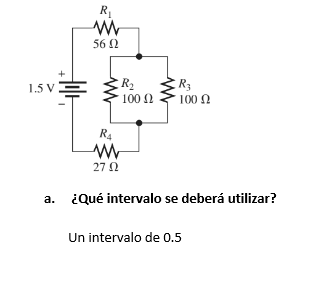 R1
56 Ω
+
1.5 V
−
R2
100 Ω
R3
100 Ω
R4
27 Ω
a. ¿Qué intervalo se deberá utilizar?
Un intervalo de 0.5